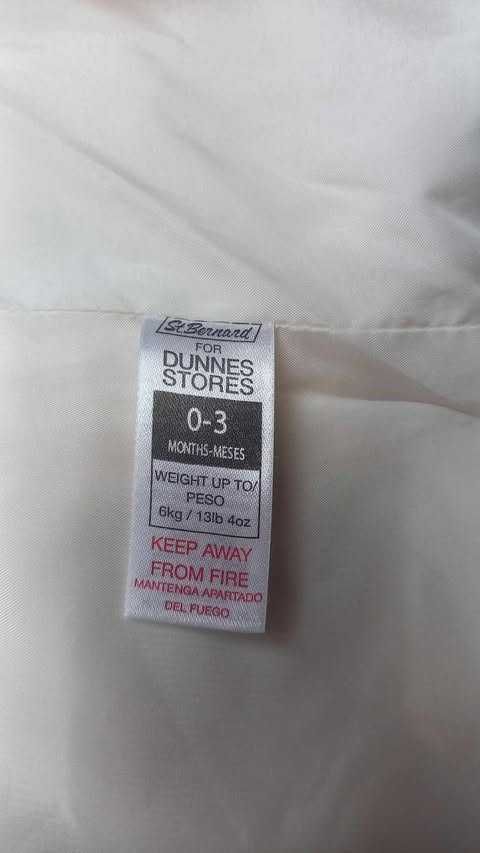 St.Bernard
FOR
DUNNES
STORES
0-3
MONTHS-MESES
WEIGHT UP TO/
PESO
6kg / 13lb 4oz
KEEP AWAY
FROM FIRE
MANTENGA APARTADO
DEL FUEGO